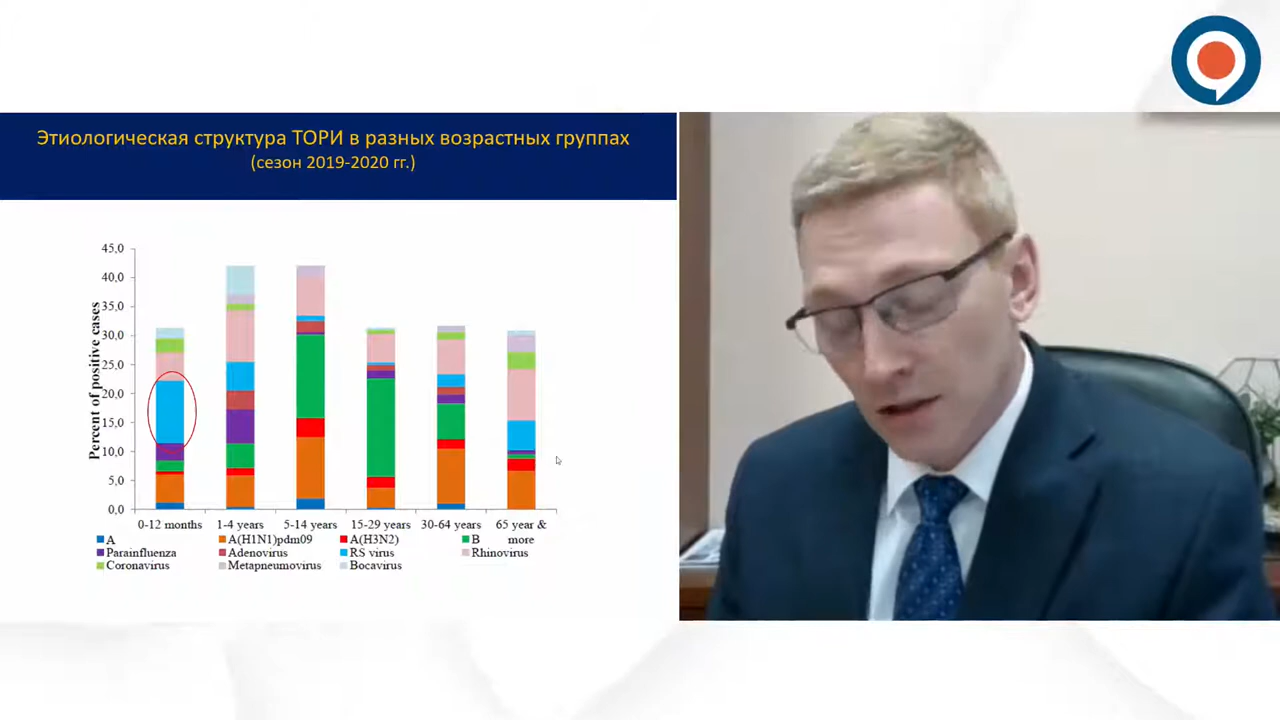 Этиологическая структура ТОРИ в разных возрастных группах
(сезон 2019-2020 гг.)
Percent of positive cases
45,0
40,0
35,0
30,0
25,0
20,0
15,0
10,0
5,0
0,0
0-12 months 1-4 years 5-14 years 15-29 years 30-64 years 65 year & more
A A(H1N1)pdm09 A(H3N2) B
Parainfluenza Adenovirus RS virus Rhinovirus
Coronavirus Metapneumovirus Bocavirus